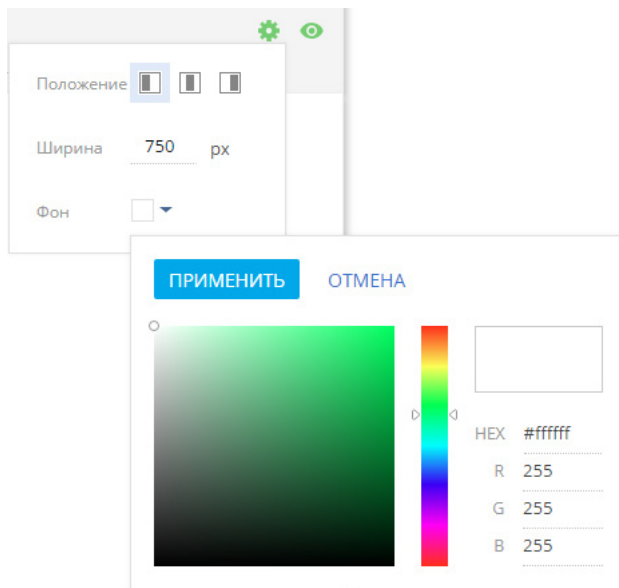 Положение
Ширина 750 px
Фон
ПРИМЕНИТЬ ОТМЕНА
HEX #ffffff
R 255
G 255
B 255